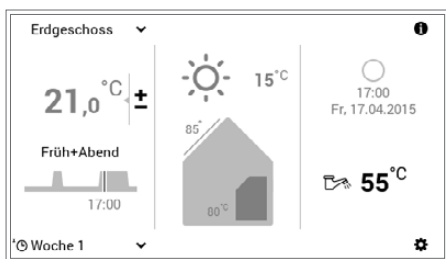 Erdgeschoss
21,0°C ±
Früh+Abend
17:00
Woche 1
15°C
85°
80°C
17:00
Fr, 17.04.2015
55°C